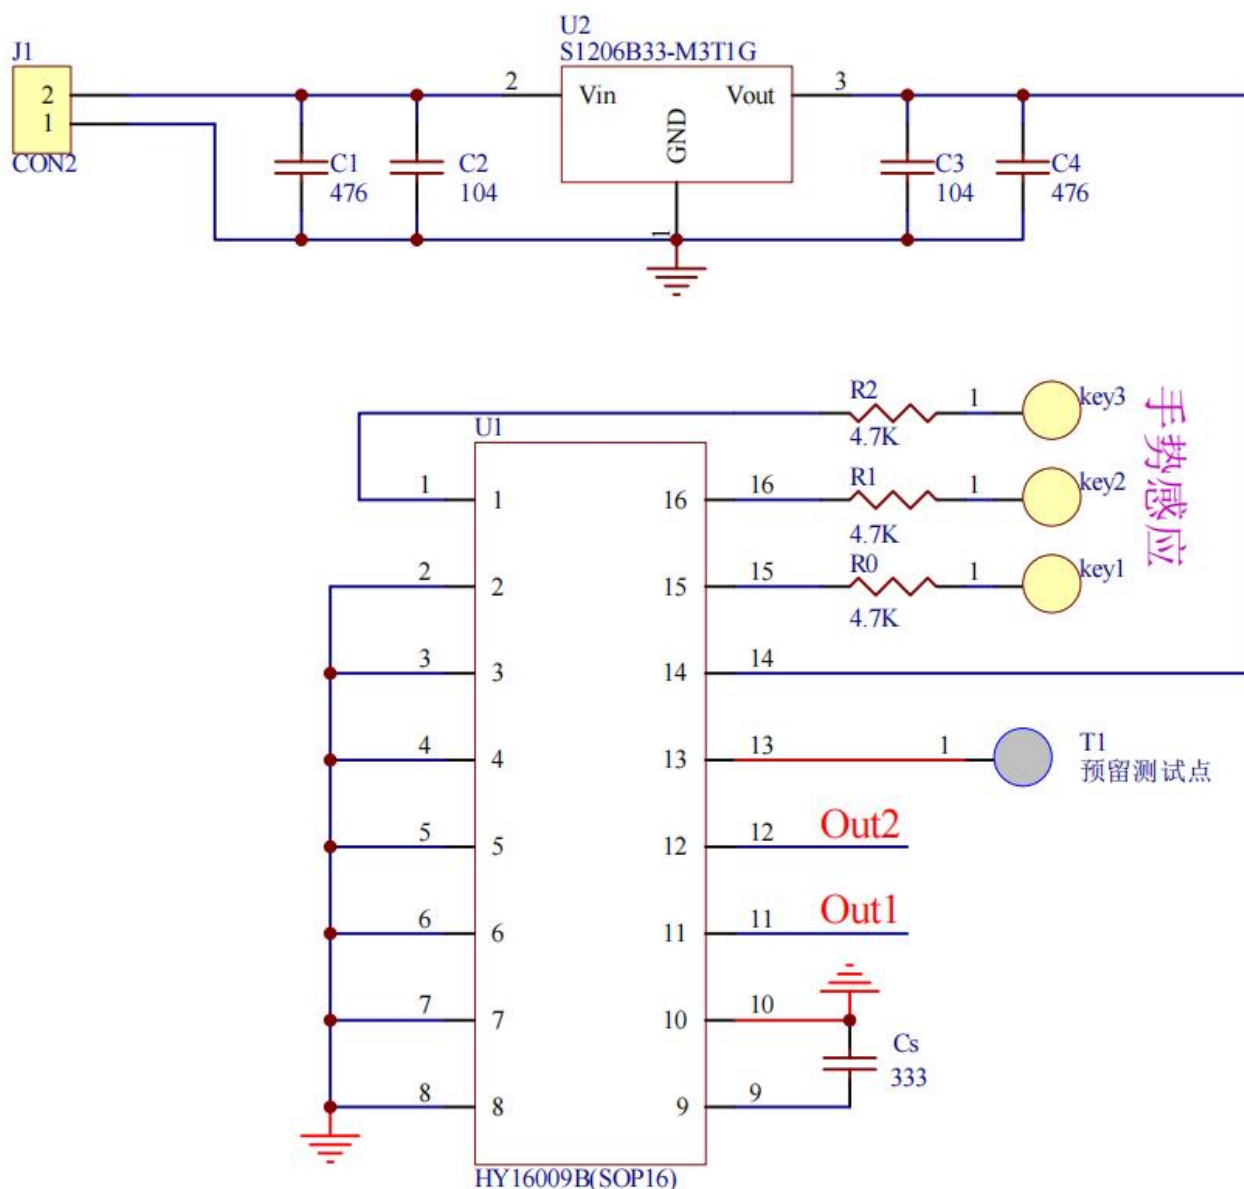 U2
S1206B33-M3T1G
J1
2
1
CON2
2
Vin
Vout
3
GND
1
C1
476
C2
104
C3
104
C4
476
R2
1
key3
4.7K
U1
1
1
16
16
R1
1
key2
4.7K
2
2
15
15
R0
1
key1
4.7K
手势感应
3
3
14
14
4
4
13
13
1
T1
预留测试点
5
5
12
12
Out2
6
6
11
11
Out1
7
7
10
10
Cs
333
8
8
9
9
HY16009B(SOP16)